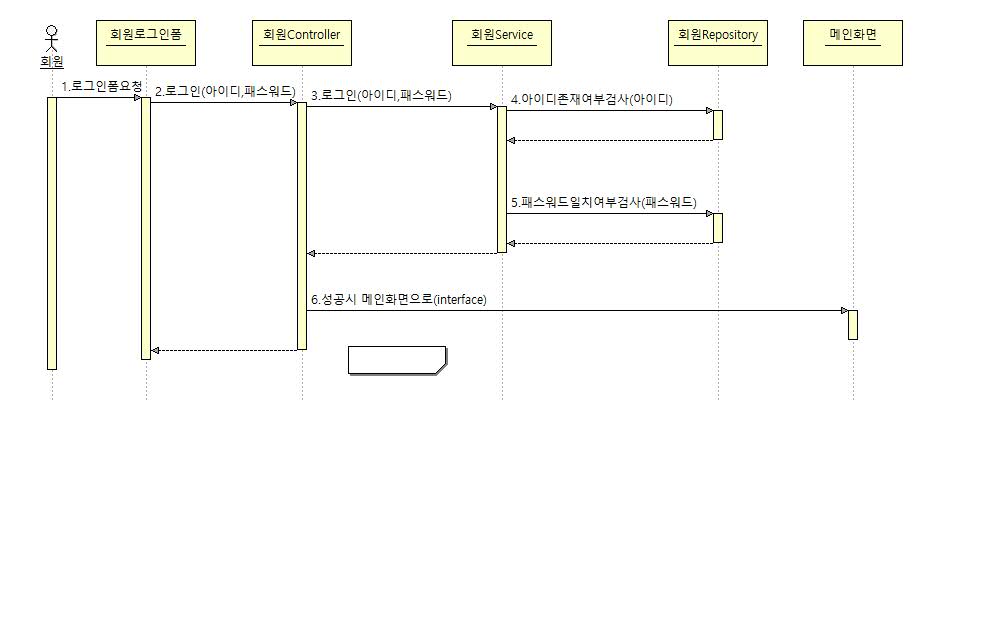 회원
회원로그인폼
회원Controller
회원Service
회원Repository
메인화면
1.로그인폼요청
2.로그인(아이디,패스워드)
3.로그인(아이디,패스워드)
4.아이디존재여부검사(아이디)
5.패스워드일치여부검사(패스워드)
6.성공시 메인화면으로(interface)